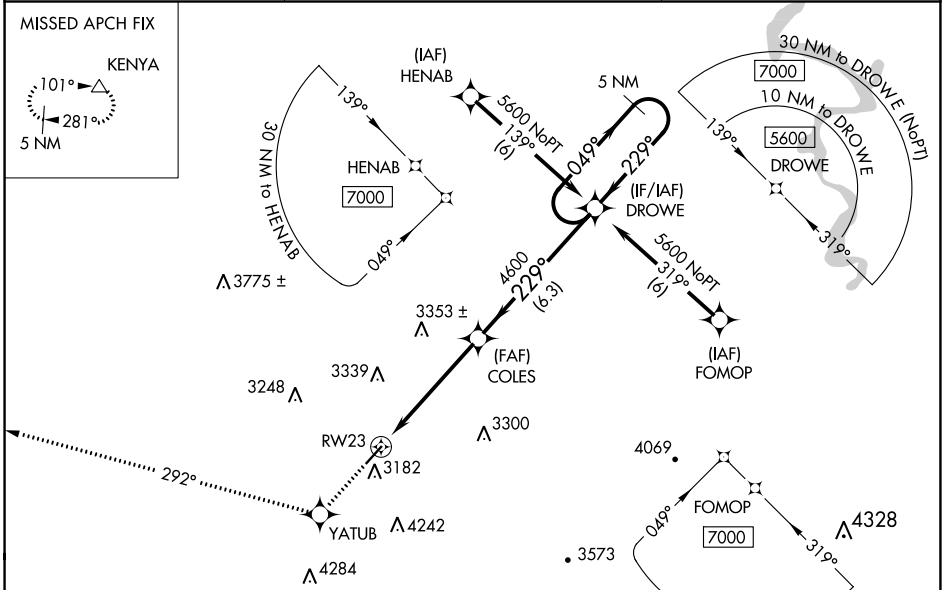 MISSED APCH FIX
KENYA
101°
281°
5 NM
(IAF)
HENAB
5600 NoPT
139°
(6)
5 NM
049°
229°
(IF/IAF)
DROWE
30 NM to DROWE (NoPT)
7000
10 NM to DROWE
5600
DROWE
139°
319°
139°
HENAB
7000
30 NM to HENAB
049°
5600 NoPT
319°
(6)
(IAF)
FOMOP
4600
229°
(6.3)
3775 ±
3353 ±
(FAF)
COLES
3339
3248
3300
RW23
3182
292°
YATUB
4242
4284
4069
FOMOP
049°
7000
319°
4328
3573